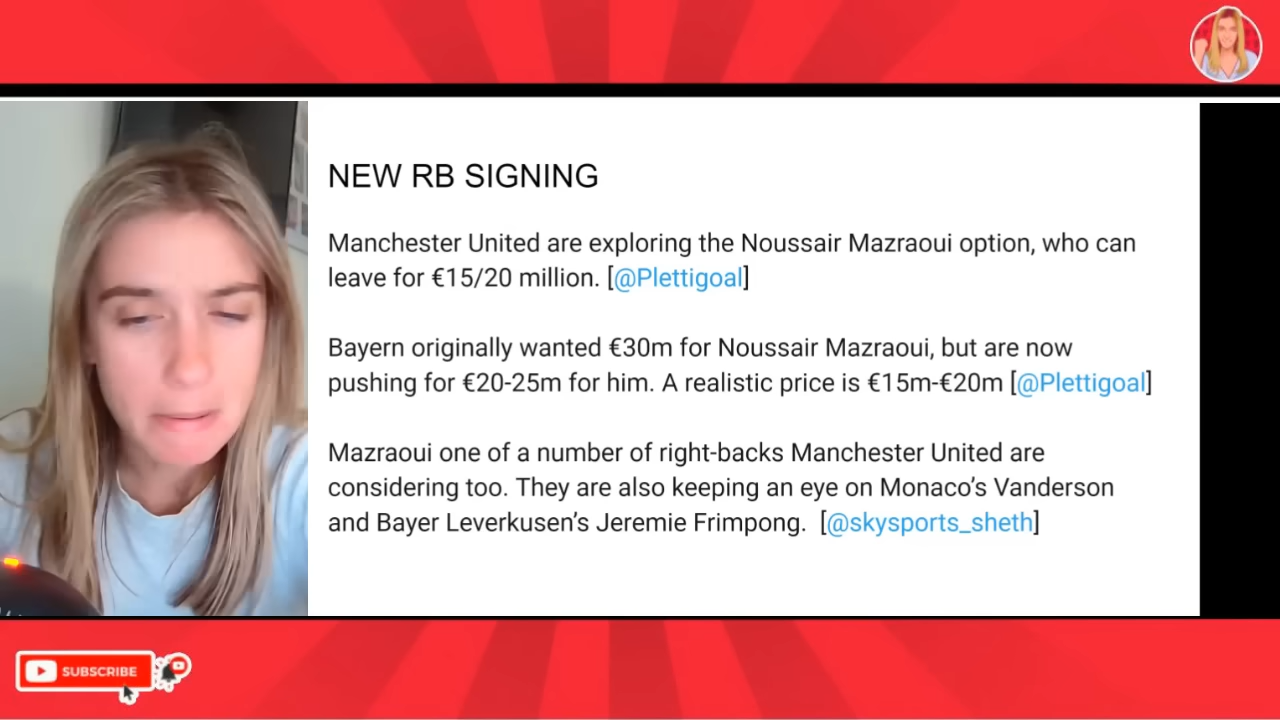 NEW RB SIGNING
Manchester United are exploring the Noussair Mazraoui option, who can
leave for €15/20 million. [@Plettigoal]
Bayern originally wanted €30m for Noussair Mazraoui, but are now
pushing for €20-25m for him. A realistic price is €15m-€20m [@Plettigoal]
Mazraoui one of a number of right-backs Manchester United are
considering too. They are also keeping an eye on Monaco’s Vanderson
and Bayer Leverkusen’s Jeremie Frimpong.  [@skysports_sheth]
SUBSCRIBE